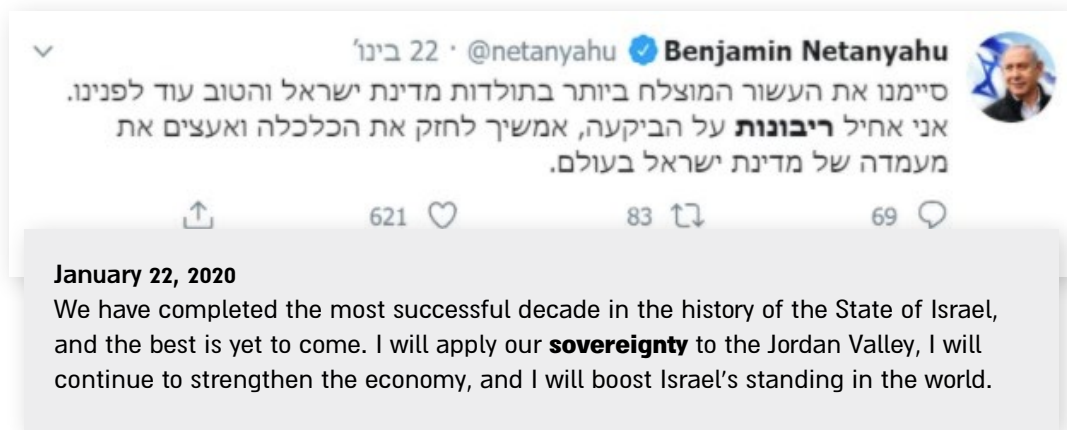 Benjamin Netanyahu @netanyahu · 22 בינו׳
סיימנו את העשור המוצלח ביותר בתולדות מדינת ישראל והטוב עוד לפנינו.
אני אחיל ריבונות על הביקעה, אמשיך לחזק את הכלכלה ואעצים את
מעמדה של מדינת ישראל בעולם.
69 83 621
January 22, 2020
We have completed the most successful decade in the history of the State of Israel,
and the best is yet to come. I will apply our sovereignty to the Jordan Valley, I will
continue to strengthen the economy, and I will boost Israel's standing in the world.